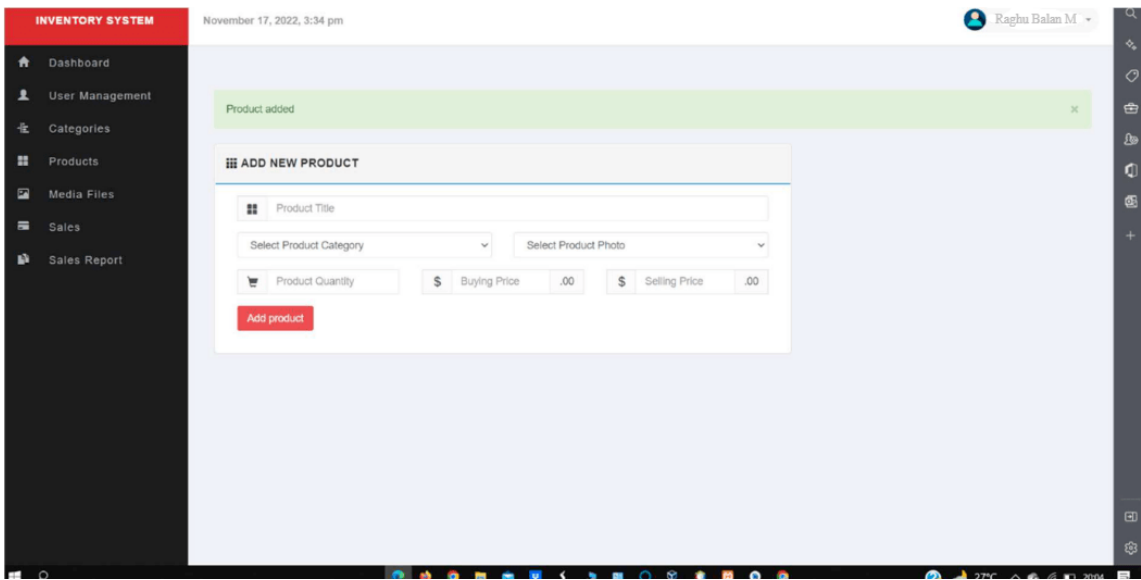 INVENTORY SYSTEM
November 17, 2022, 3:34 pm
Raghu Balan M
Dashboard
User Management
Categories
Products
Media Files
Sales
Sales Report
Product added
×
ADD NEW PRODUCT
Product Title
Select Product Category
Select Product Photo
Product Quantity
$ Buying Price .00
$ Selling Price .00
Add product
27°C
20:04